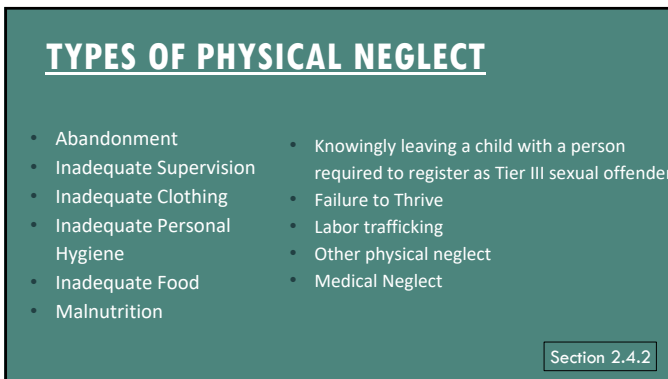 TYPES OF PHYSICAL NEGLECT
• Abandonment
• Inadequate Supervision
• Inadequate Clothing
• Inadequate Personal
Hygiene
• Inadequate Food
• Malnutrition
• Knowingly leaving a child with a person
required to register as Tier III sexual offender
• Failure to Thrive
• Labor trafficking
• Other physical neglect
• Medical Neglect
Section 2.4.2